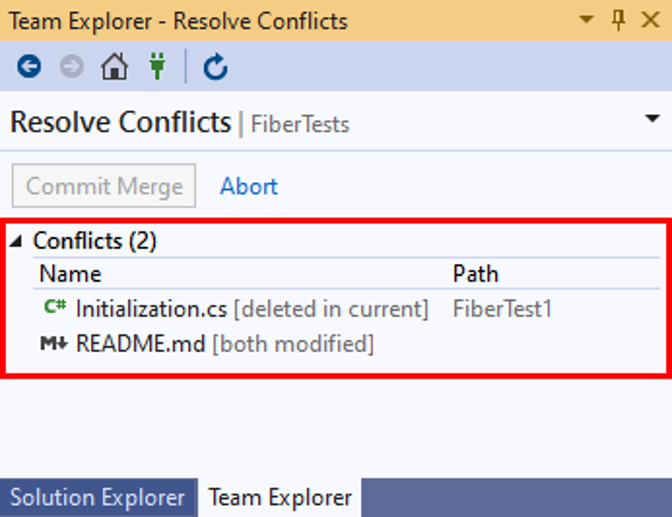 Team Explorer - Resolve Conflicts
Resolve Conflicts | FiberTests
Commit Merge Abort
Conflicts (2)
Name Path
C# Initialization.cs [deleted in current] FiberTest1
M↓ README.md [both modified]
Solution Explorer Team Explorer